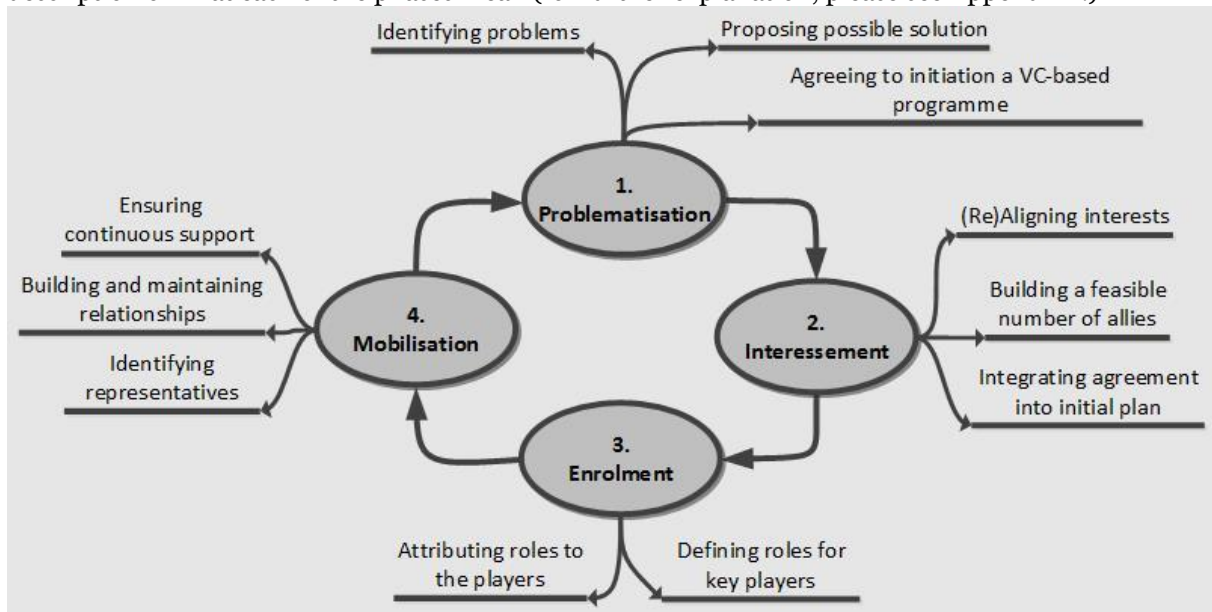 Identifying problems
Proposing possible solution
Agreeing to initiation a VC-based
programme
1.
Problematisation
Ensuring
continuous support
(Re)Aligning interests
Building and maintaining
relationships
4.
Mobilisation
2.
Interessement
Building a feasible
number of allies
Identifying
representatives
Integrating agreement
into initial plan
3.
Enrolment
Attributing roles to
the players
Defining roles for
key players